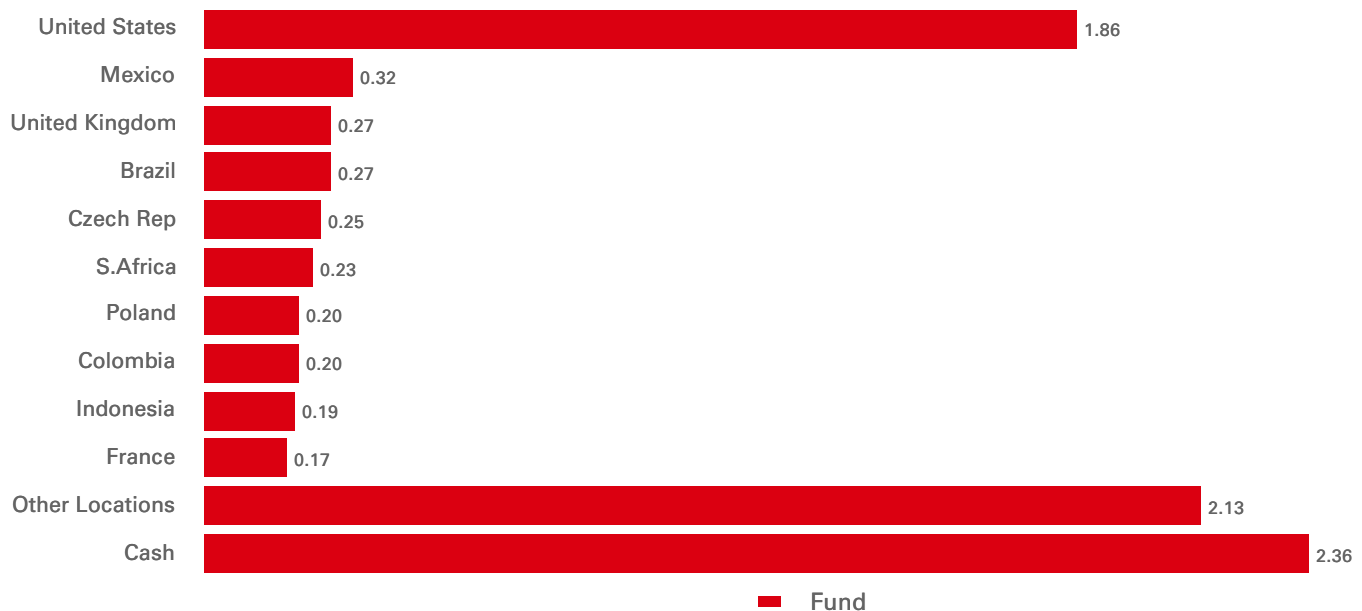 United States 1.86
Mexico 0.32
United Kingdom 0.27
Brazil 0.27
Czech Rep 0.25
S.Africa 0.23
Poland 0.20
Colombia 0.20
Indonesia 0.19
France 0.17
Other Locations 2.13
Cash 2.36
Fund